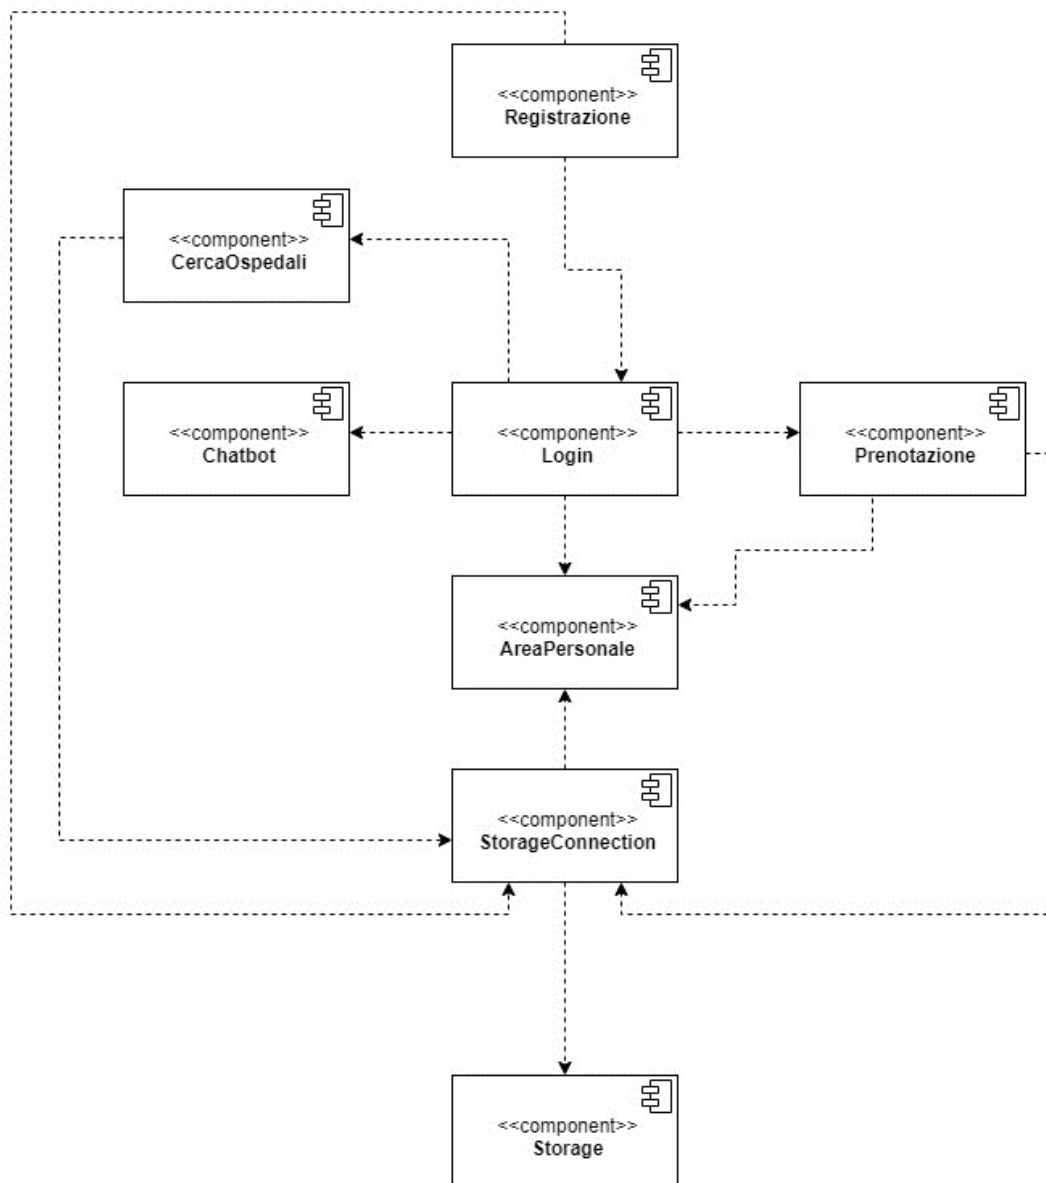 <<component>>
Registrazione
<<component>>
CercaOspedali
<<component>>
Chatbot
<<component>>
Login
<<component>>
Prenotazione
<<component>>
AreaPersonale
<<component>>
StorageConnection
<<component>>
Storage